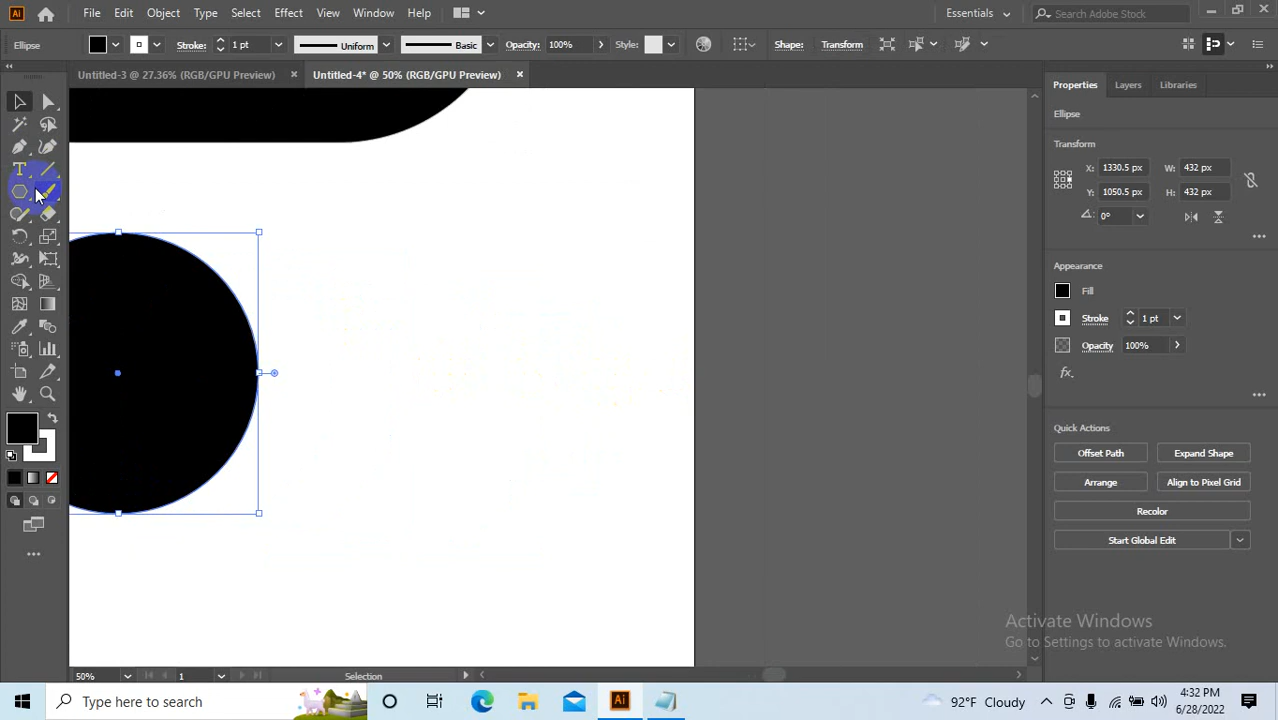 Ai File Edit Object Type Select Effect View Window Help Essentials Search Adobe Stock
Ellipse Stroke: 1 pt Uniform Basic Opacity: 100% Style: Shape: Transform
Untitled-3 @ 27.36% (RGB/GPU Preview) Untitled-4* @ 50% (RGB/GPU Preview)
Properties Layers Libraries
Ellipse
Transform
X: 1330.5 px W: 432 px
Y: 1050.5 px H: 432 px
0°
Appearance
Fill
Stroke 1 pt
Opacity 100%
fx.
Quick Actions
Offset Path Expand Shape
Arrange Align to Pixel Grid
Recolor
Start Global Edit
Activate Windows
Go to Settings to activate Windows.
50% 1 Selection
Type here to search Ai 92°F Cloudy 4:32 PM
6/28/2022